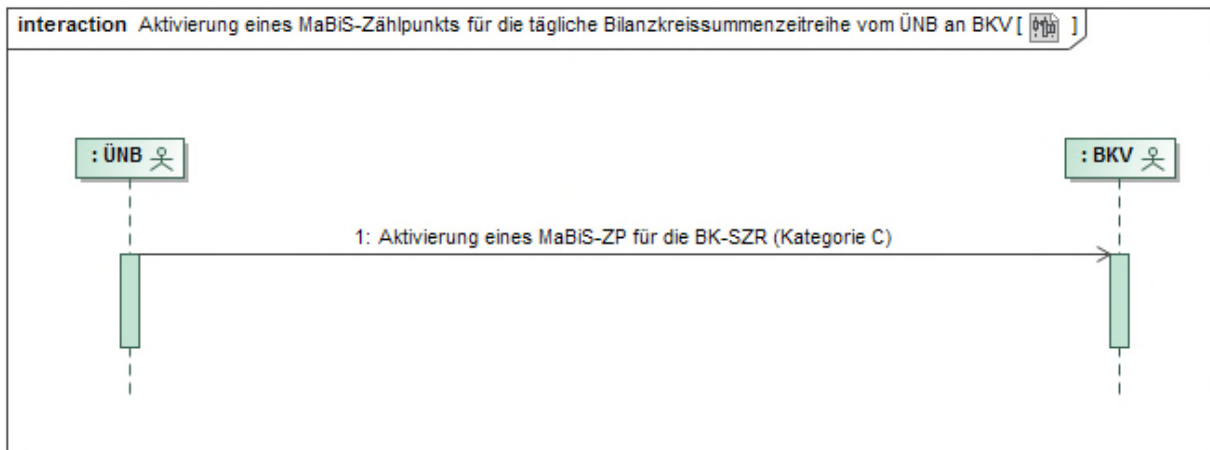 interaction Aktivierung eines MaBiS-Zählpunkts für die tägliche Bilanzkreissummenzeitreihe vom ÜNB an BKV [ ]
: ÜNB
: BKV
1: Aktivierung eines MaBiS-ZP für die BK-SZR (Kategorie C)